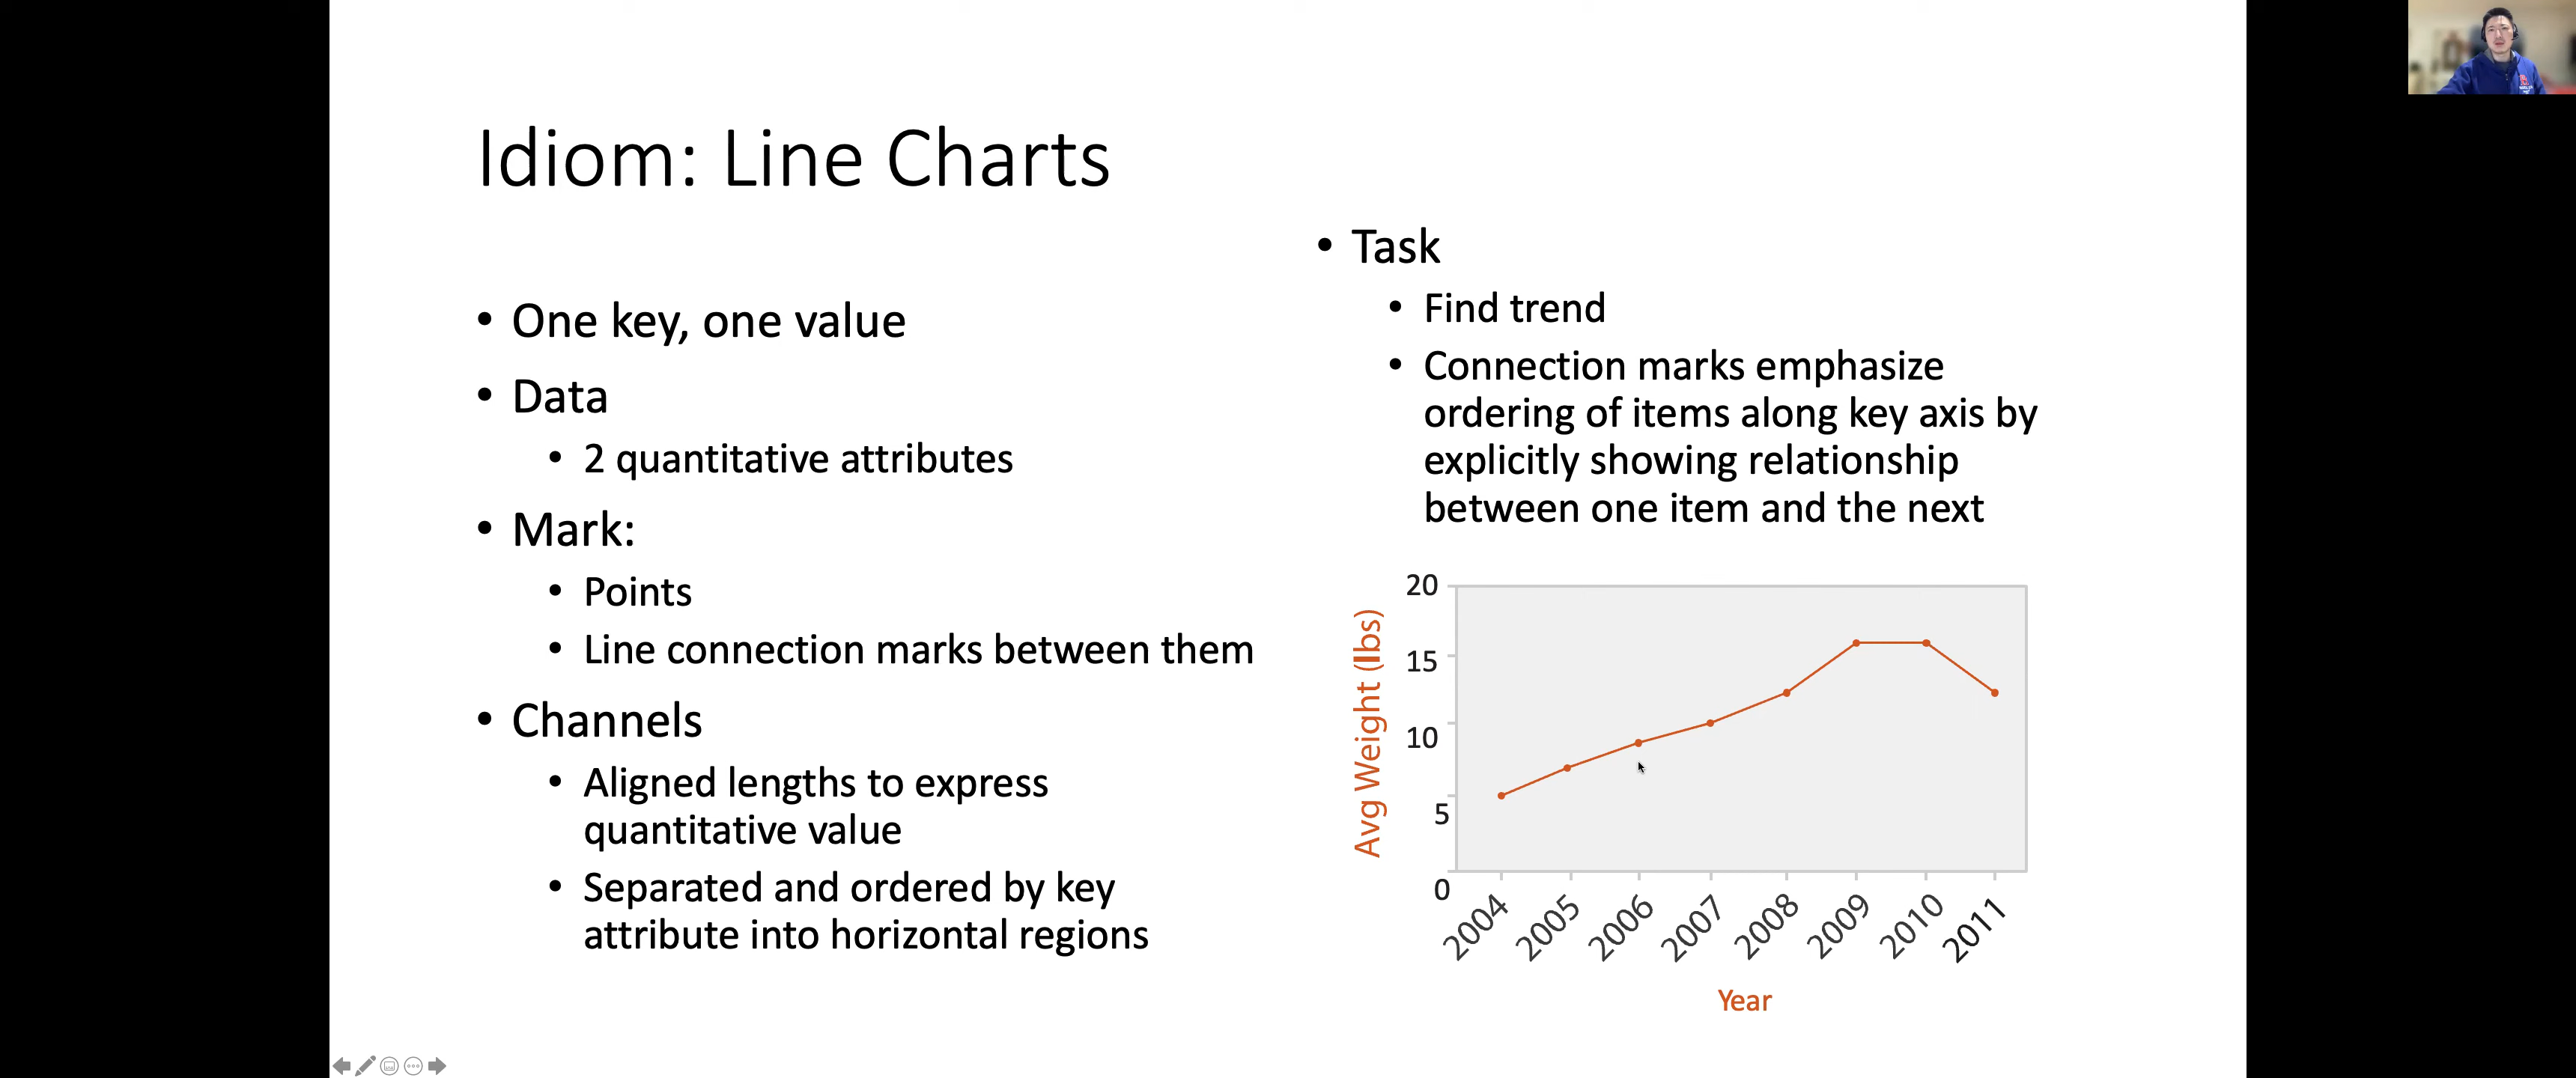 Idiom: Line Charts
• One key, one value
• Data
• 2 quantitative attributes
• Mark:
• Points
• Line connection marks between them
• Channels
• Aligned lengths to express
quantitative value
• Separated and ordered by key
attribute into horizontal regions
• Task
• Find trend
• Connection marks emphasize
ordering of items along key axis by
explicitly showing relationship
between one item and the next
Avg Weight (lbs)
20
15
10
5
0
2004
2005
2006
2007
2008
2009
2010
2011
Year